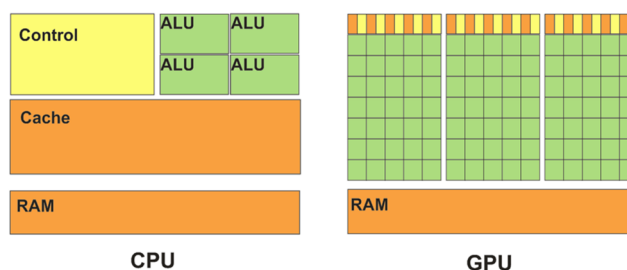 Control
ALU
ALU
ALU
ALU
Cache
RAM
CPU
RAM
GPU